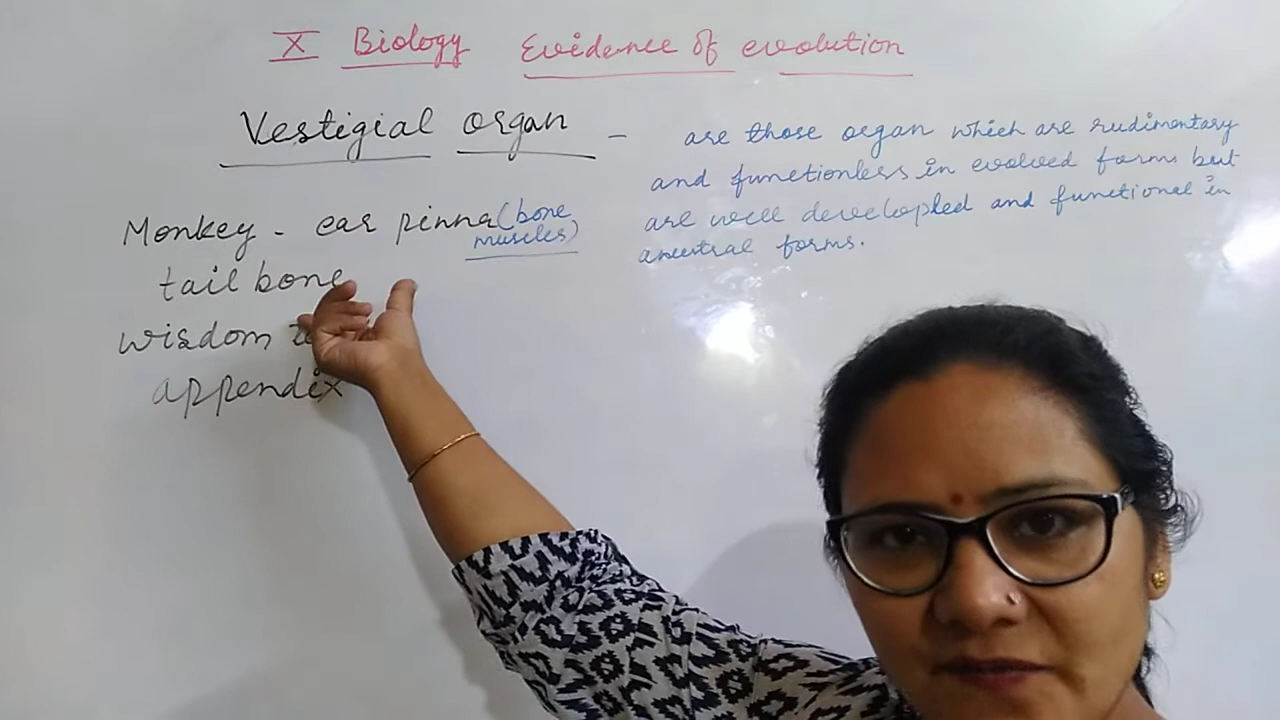 X Biology Evidence of evolution
Vestigial organ - are those organ which are rudimentary
and functionless in evolved forms but
are well developked and functional in
ancestral forms.
Monkey - ear pinna (bone,
muscles)
tail bone
wisdom
appendix